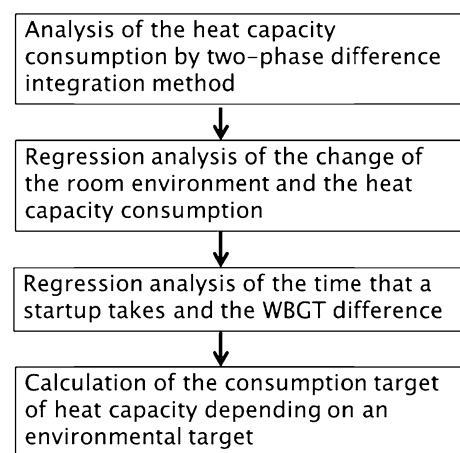 Analysis of the heat capacity
consumption by two-phase difference
integration method
Regression analysis of the change of
the room environment and the heat
capacity consumption
Regression analysis of the time that a
startup takes and the WBGT difference
Calculation of the consumption target
of heat capacity depending on an
environmental target